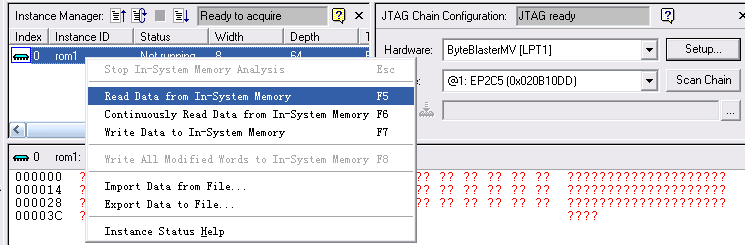 Instance Manager: Ready to acquire
JTAG Chain Configuration: JTAG ready
Index Instance ID Status Width Depth
0 rom1 Not running 8 64
Hardware: ByteBlasterMV [LPT1] Setup...
@1: EP2C5 (0x020B10DD) Scan Chain
...
Stop In-System Memory Analysis Esc
Read Data from In-System Memory F5
Continuously Read Data from In-System Memory F6
Write Data to In-System Memory F7
Write All Modified Words to In-System Memory F8
Import Data from File...
Export Data to File...
Instance Status Help
0 rom1:
000000 ?? ?? ?? ?? ????????????????????
000014 ?? ?? ?? ?? ????????????????????
000028 ?? ?? ?? ?? ????????????????????
00003C ????